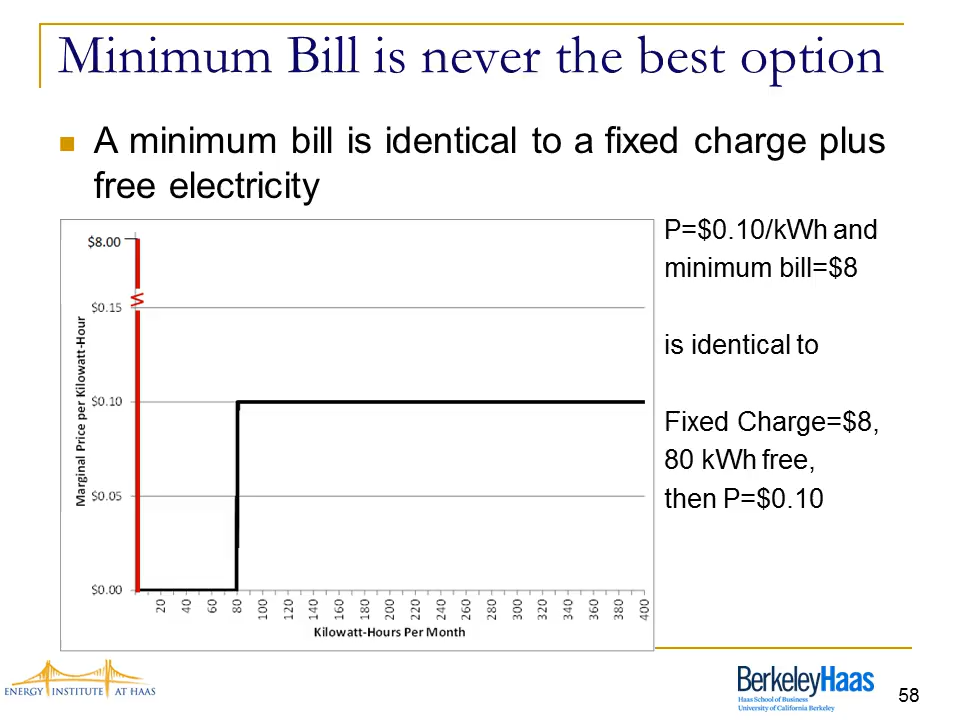 Minimum Bill is never the best option
A minimum bill is identical to a fixed charge plus
free electricity
P=$0.10/kWh and
minimum bill=$8
is identical to
Fixed Charge=$8,
80 kWh free,
then P=$0.10
$8.00
$0.15
$0.10
$0.05
$0.00
Marginal Price per Kilowatt-Hour
20 40 60 80 100 120 140 160 180 200 220 240 260 280 300 320 340 360 380 400
Kilowatt-Hours Per Month
ENERGY INSTITUTE AT HAAS
BerkeleyHaas
Haas School of Business
University of California Berkeley
58